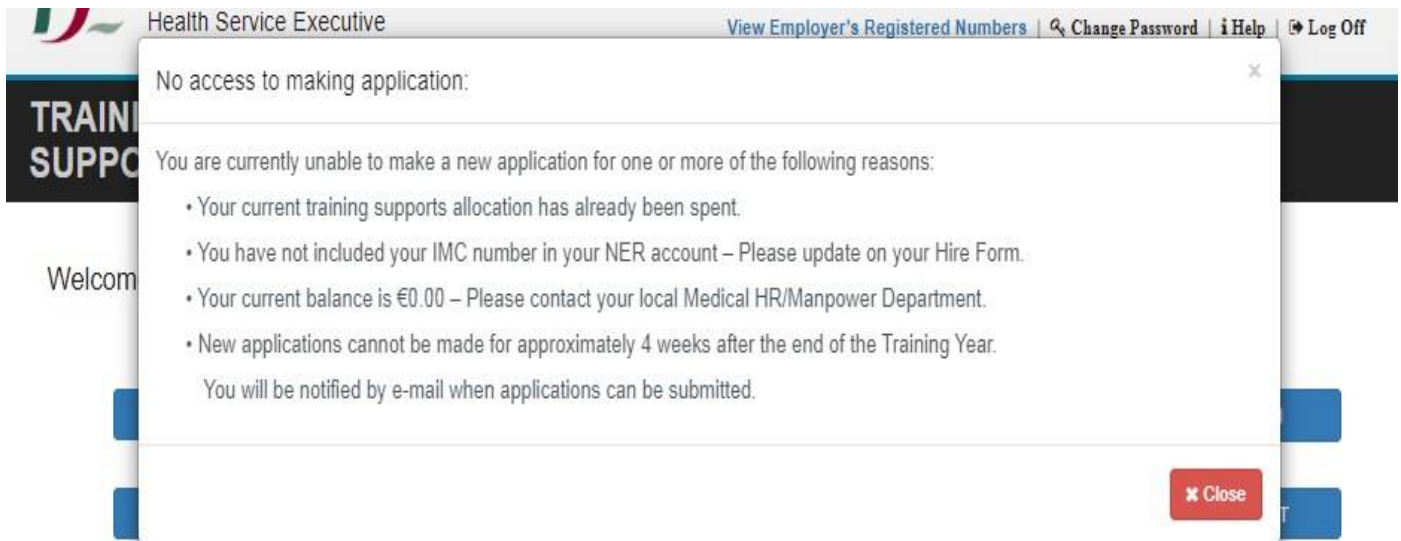 Health Service Executive
View Employer's Registered Numbers | Change Password | i Help | Log Off
No access to making application: ×
TRAINI
SUPPO
You are currently unable to make a new application for one or more of the following reasons:
• Your current training supports allocation has already been spent.
• You have not included your IMC number in your NER account – Please update on your Hire Form.
Welcom
• Your current balance is €0.00 – Please contact your local Medical HR/Manpower Department.
• New applications cannot be made for approximately 4 weeks after the end of the Training Year.
You will be notified by e-mail when applications can be submitted.
✖ Close
T